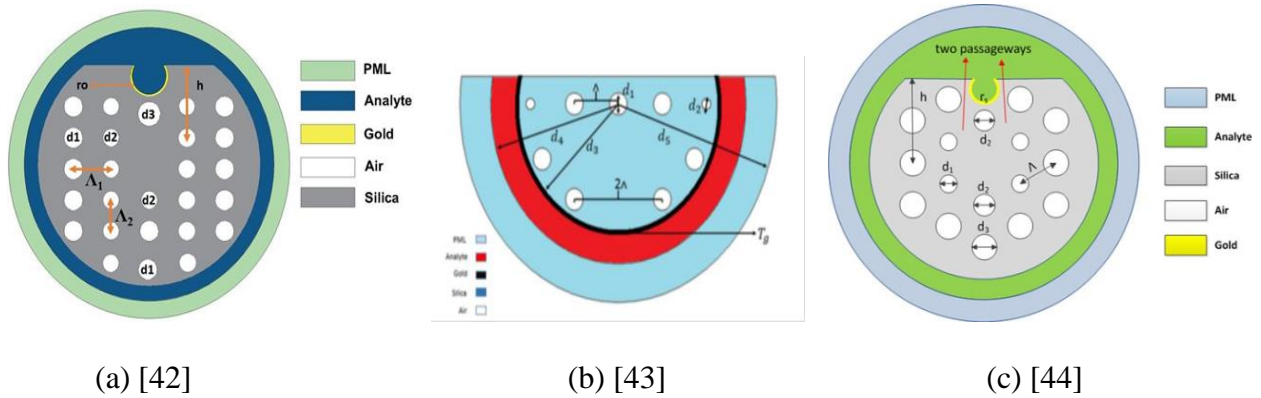 ro
h
d3
d1
d2
Λ1
d2
Λ2
d1
PML
Analyte
Gold
Air
Silica
Λ
d1
d2
d4
d3
d5
2Λ
Tg
PML
Analyte
Gold
Silica
Air
two passageways
h
r1
d2
d1
Λ
d2
d3
PML
Analyte
Silica
Air
Gold
(a) [42]
(b) [43]
(c) [44]